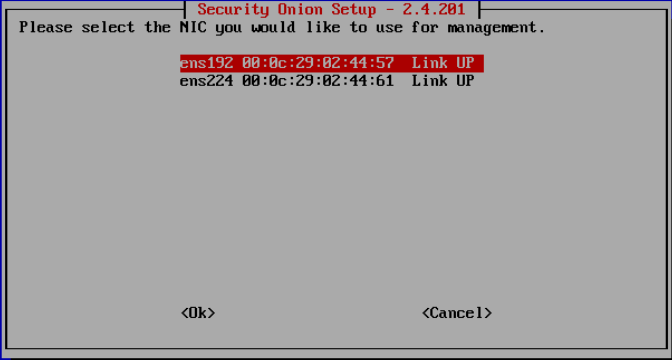 Security Onion Setup - 2.4.201
Please select the NIC you would like to use for management.
ens192 00:0c:29:02:44:57 Link UP
ens224 00:0c:29:02:44:61 Link UP
<Ok> <Cancel>